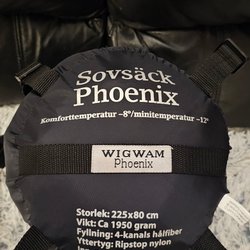 Sovsäck
Phoenix
Komforttemperatur -8°/minitemperatur -12°
WIGWAM
Phoenix
Storlek: 225x80 cm
Vikt: Ca 1950 gram
Fyllning: 4-kanals hålfiber
Yttertyg: Ripstop nylon